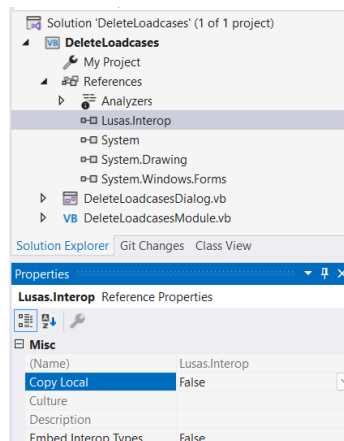 Solution 'DeleteLoadcases' (1 of 1 project)
VB DeleteLoadcases
My Project
References
Analyzers
Lusas.Interop
System
System.Drawing
System.Windows.Forms
DeleteLoadcasesDialog.vb
VB DeleteLoadcasesModule.vb
Solution Explorer Git Changes Class View
Properties
Lusas.Interop Reference Properties
Misc
(Name) Lusas.Interop
Copy Local False
Culture
Description
Embed Interop Types False